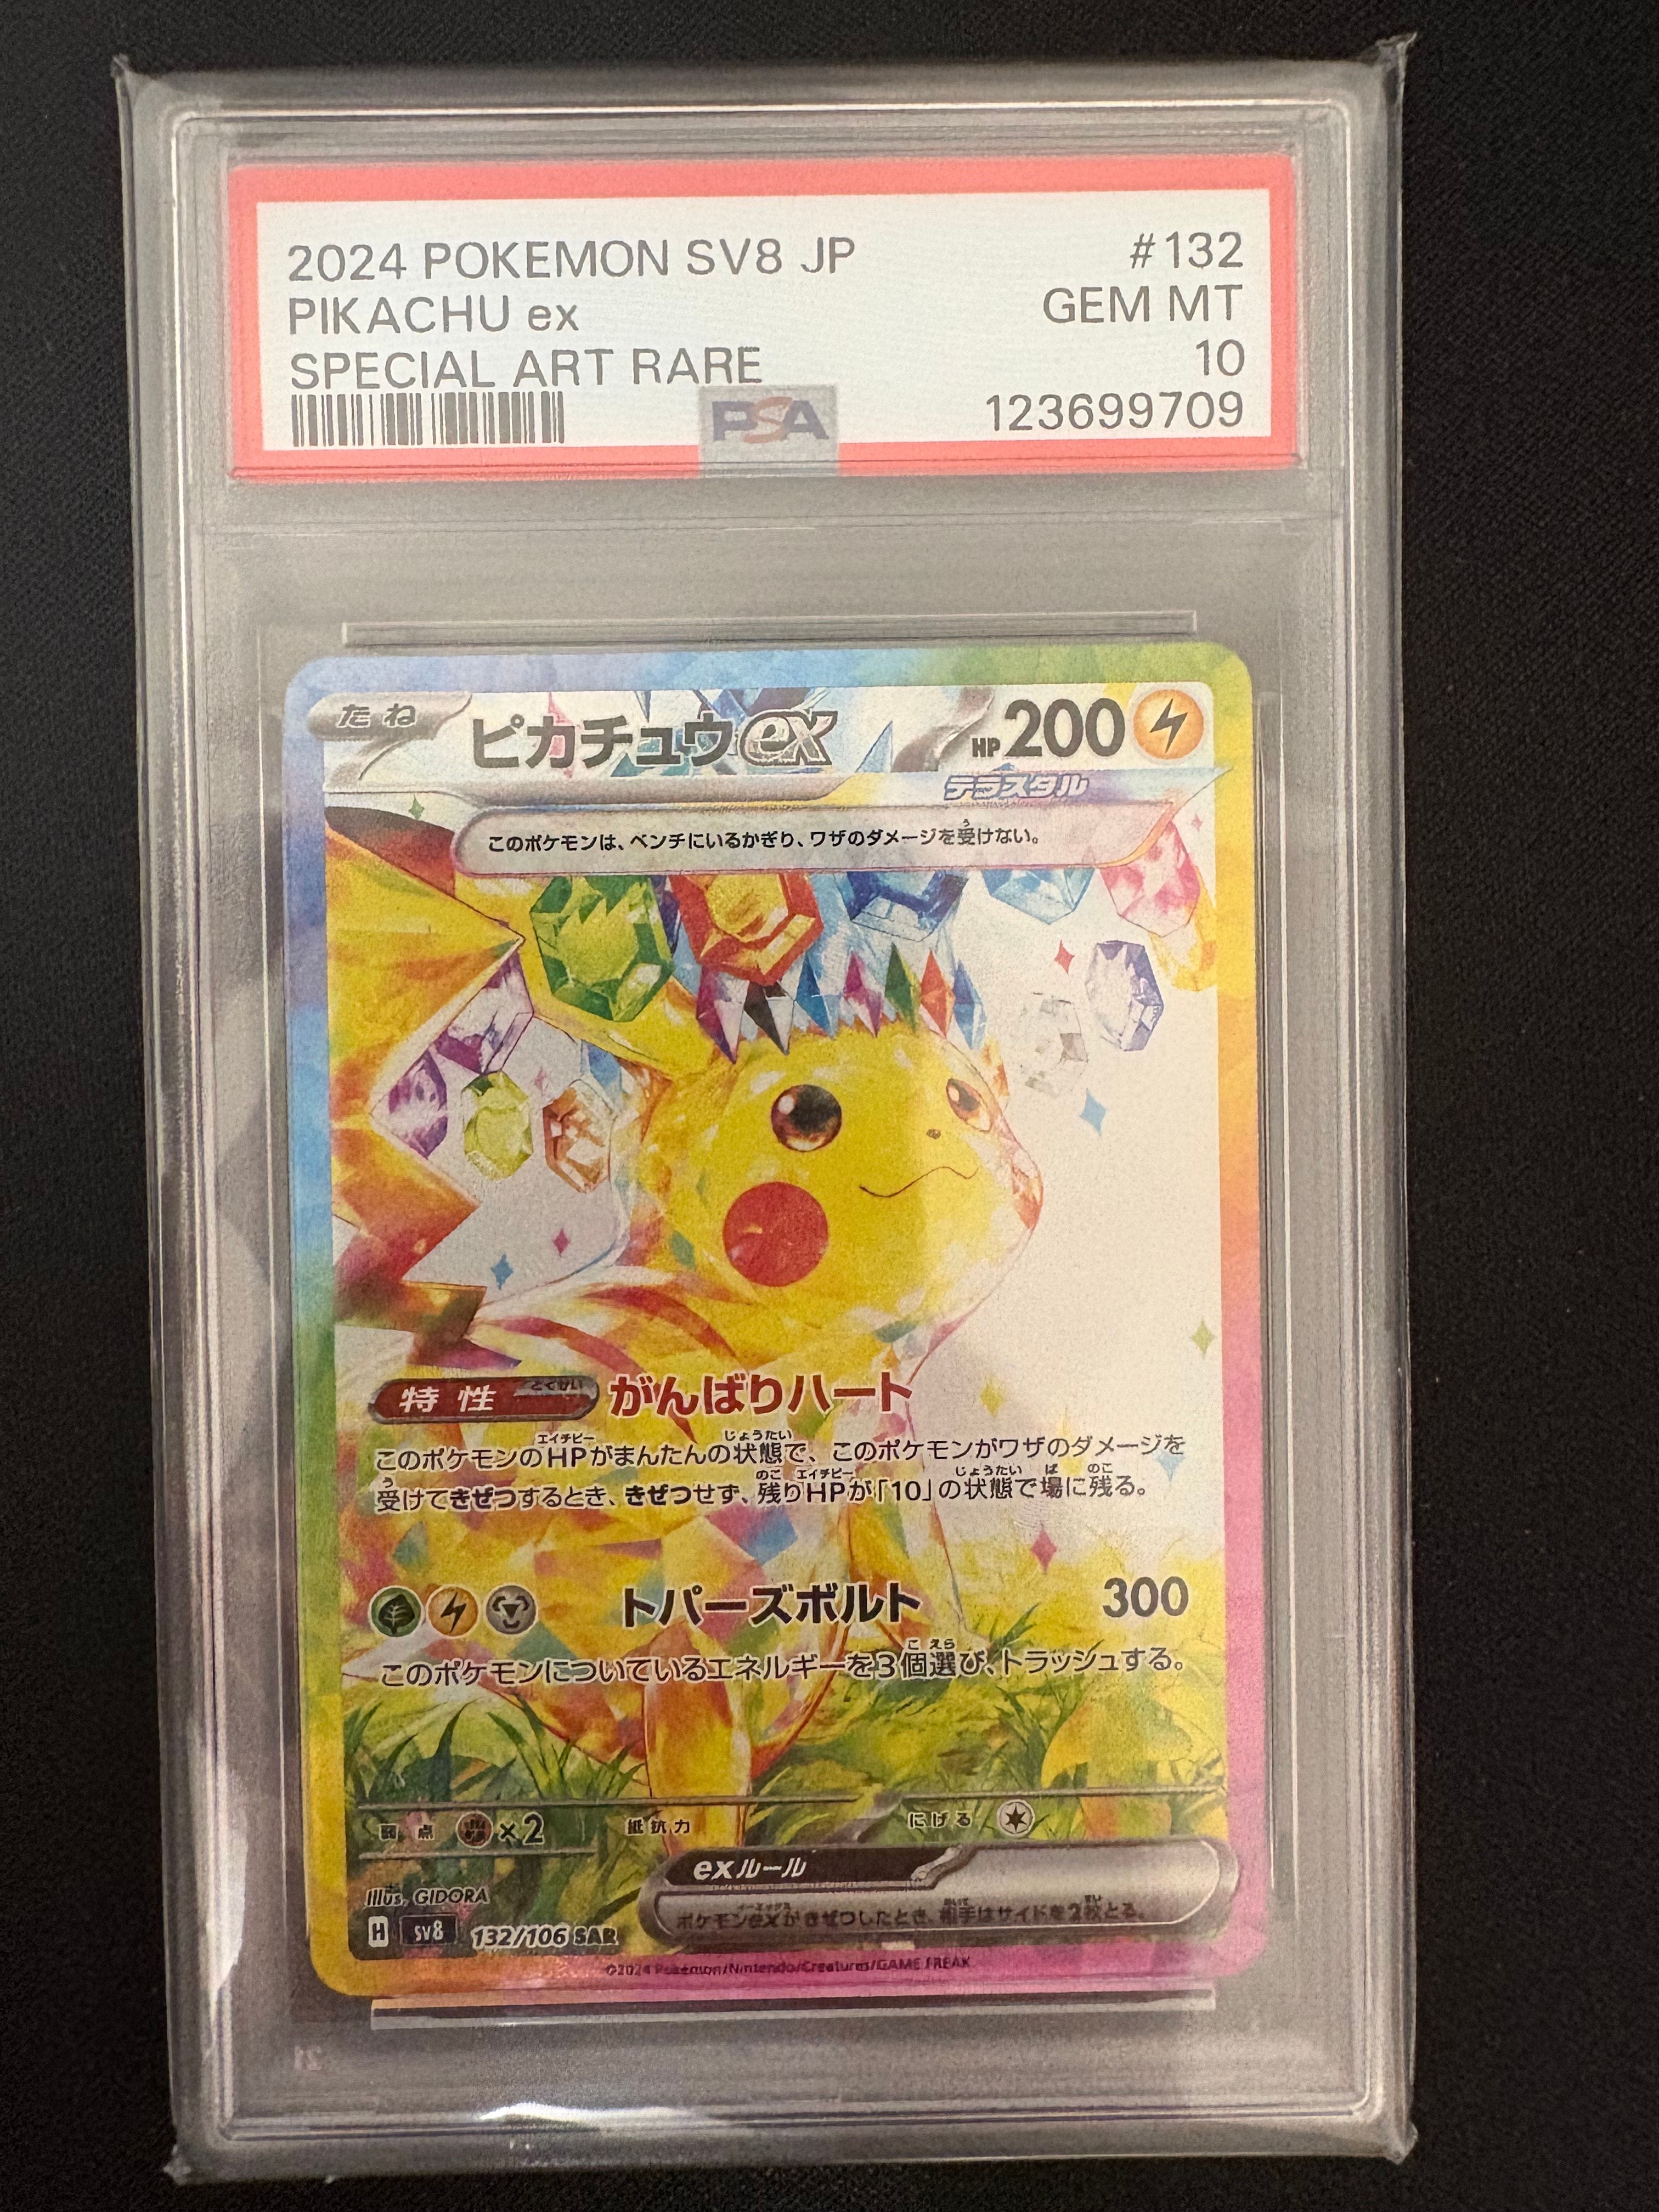 2024 POKEMON SV8 JP #132
PIKACHU ex GEM MT
SPECIAL ART RARE 10
PSA 123699709
たね ピカチュウex HP200
テラスタル
このポケモンは、ベンチにいるかぎり、ワザのダメージを受けない。
特性 がんばりハート
このポケモンのHPがまんたんの状態で、このポケモンがワザのダメージを
受けてきぜつするとき、きぜつせず、残りHPが「10」の状態で場に残る。
トパーズボルト 300
このポケモンについているエネルギーを3個選び、トラッシュする。
弱点 ×2 抵抗力 にげる
exルール
ポケモンexがきぜつしたとき、相手はサイドを2枚とる。
Illus. GIDORA
H sv8 132/106 SAR
©2024 Pokémon/Nintendo/Creatures/GAME FREAK